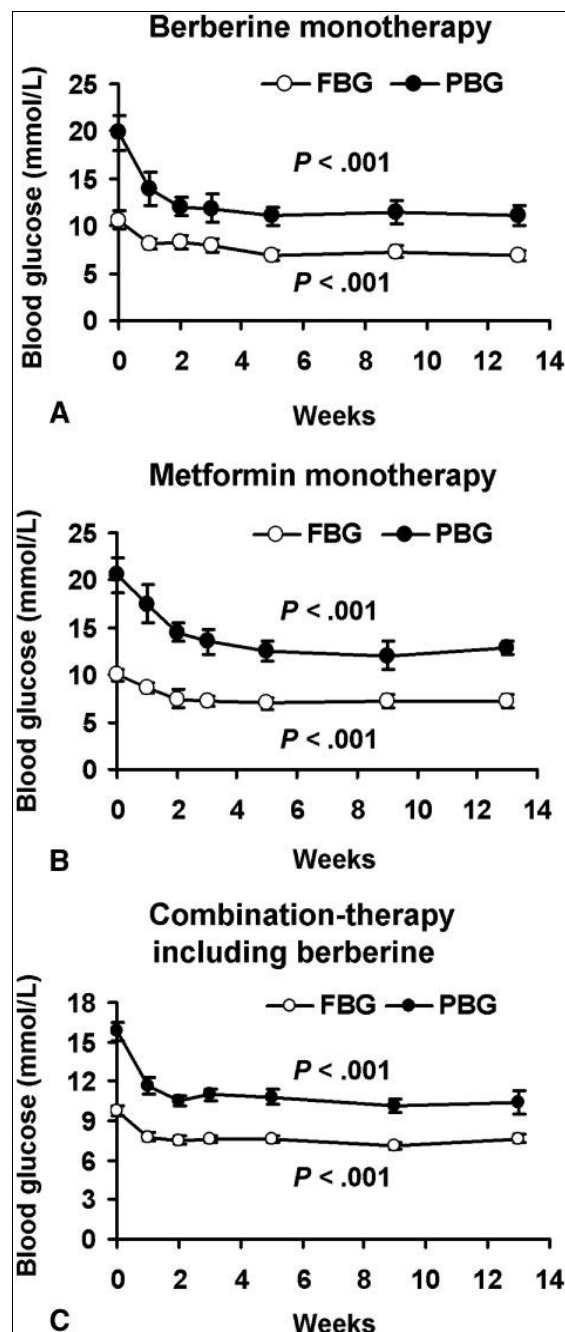 Berberine monotherapy
FBG PBG
Blood glucose (mmol/L)
25
20
15
10
5
0
P < .001
P < .001
0 2 4 6 8 10 12 14
A
Weeks
Metformin monotherapy
FBG PBG
Blood glucose (mmol/L)
25
20
15
10
5
0
P < .001
P < .001
0 2 4 6 8 10 12 14
B
Weeks
Combination-therapy
including berberine
FBG PBG
Blood glucose (mmol/L)
18
15
12
9
6
3
0
P < .001
P < .001
0 2 4 6 8 10 12 14
C
Weeks